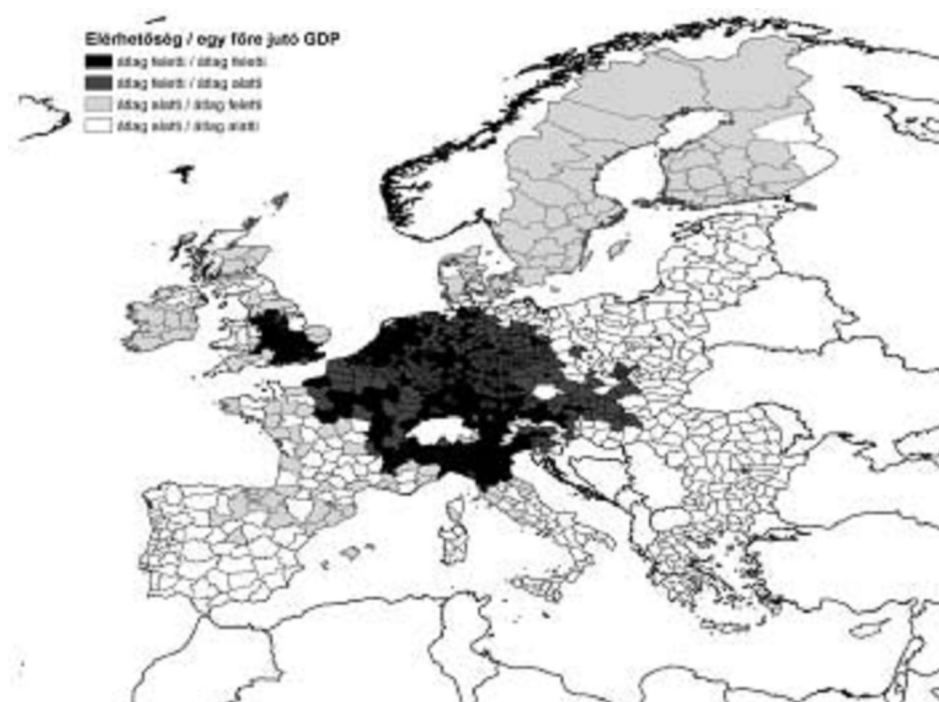 Elérhetőség / egy főre jutó GDP
átlag feletti / átlag feletti
átlag feletti / átlag alatti
átlag alatti / átlag feletti
átlag alatti / átlag alatti